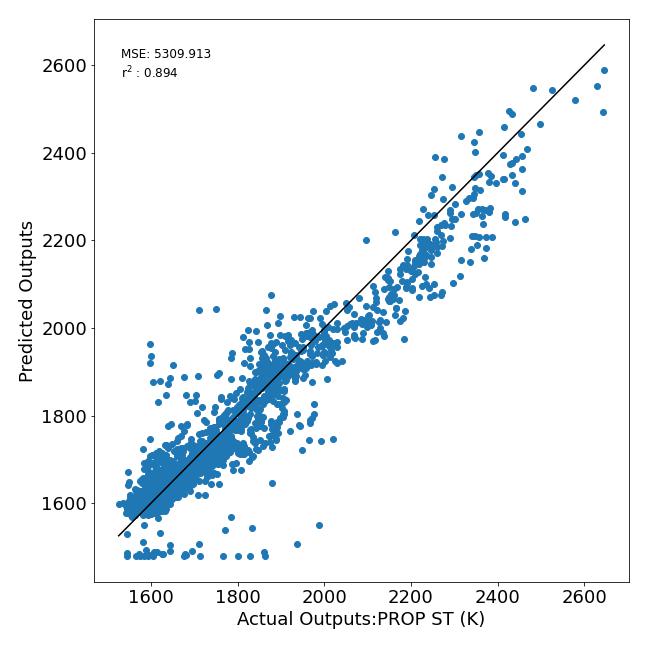 MSE: 5309.913
r² : 0.894
2600
2400
2200
2000
1800
1600
Predicted Outputs
1600 1800 2000 2200 2400 2600
Actual Outputs:PROP ST (K)